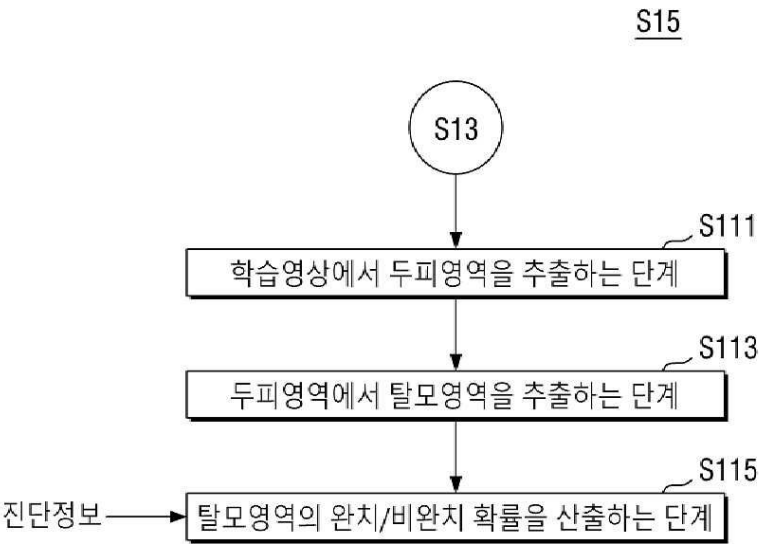 S15
S13
S111
학습영상에서 두피영역을 추출하는 단계
S113
두피영역에서 탈모영역을 추출하는 단계
S115
진단정보
탈모영역의 완치/비완치 확률을 산출하는 단계